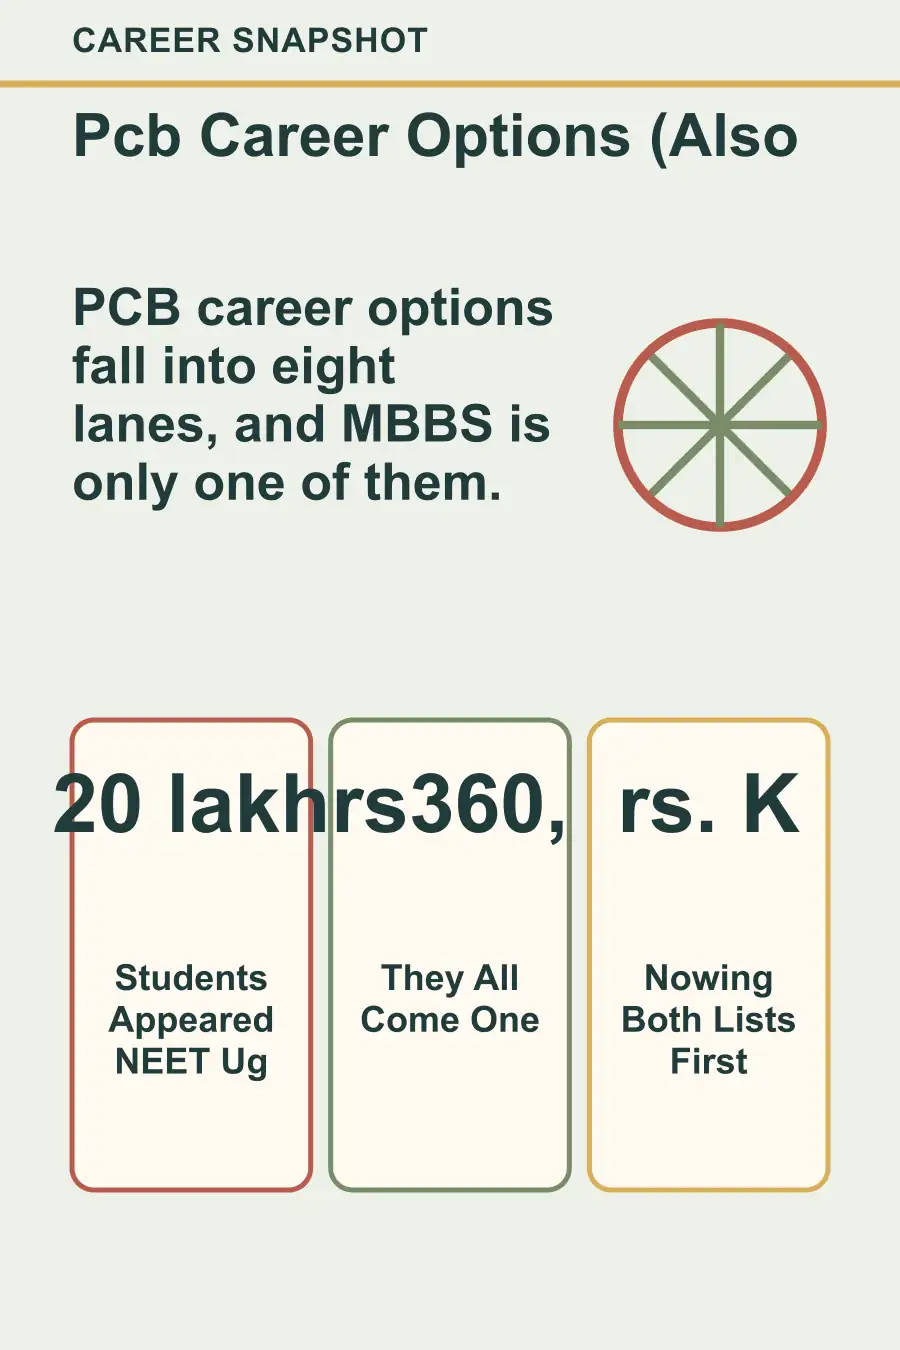 CAREER SNAPSHOT
Pcb Career Options (Also
PCB career options
fall into eight
lanes, and MBBS is
only one of them.
20 lakhrs360,
rs. K
Students
Appeared
NEET Ug
They All
Come One
Nowing
Both Lists
First